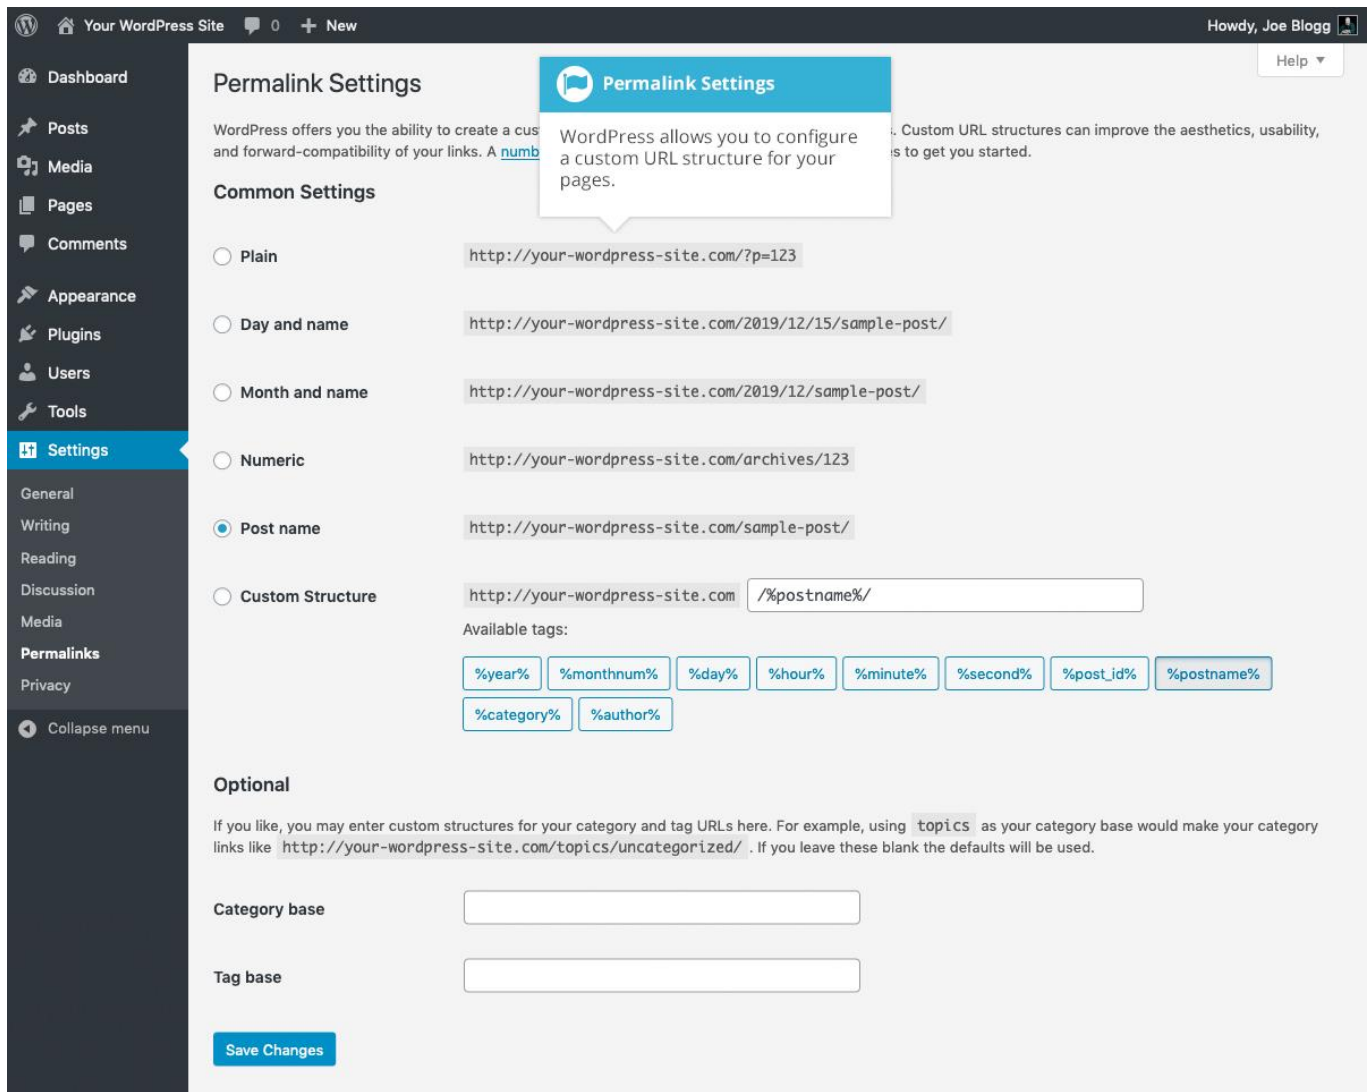 Your WordPress Site 0 New Howdy, Joe Blogg
Help
Dashboard
Posts
Media
Pages
Comments
Appearance
Plugins
Users
Tools
Settings
General
Writing
Reading
Discussion
Media
Permalinks
Privacy
Collapse menu
Permalink Settings
Permalink Settings
WordPress allows you to configure
a custom URL structure for your
pages.
WordPress offers you the ability to create a cus . Custom URL structures can improve the aesthetics, usability,
and forward-compatibility of your links. A numb es to get you started.
Common Settings
Plain http://your-wordpress-site.com/?p=123
Day and name http://your-wordpress-site.com/2019/12/15/sample-post/
Month and name http://your-wordpress-site.com/2019/12/sample-post/
Numeric http://your-wordpress-site.com/archives/123
Post name http://your-wordpress-site.com/sample-post/
Custom Structure http://your-wordpress-site.com /%postname%/
Available tags:
%year% %monthnum% %day% %hour% %minute% %second% %post_id% %postname%
%category% %author%
Optional
If you like, you may enter custom structures for your category and tag URLs here. For example, using topics as your category base would make your category
links like http://your-wordpress-site.com/topics/uncategorized/ . If you leave these blank the defaults will be used.
Category base
Tag base
Save Changes